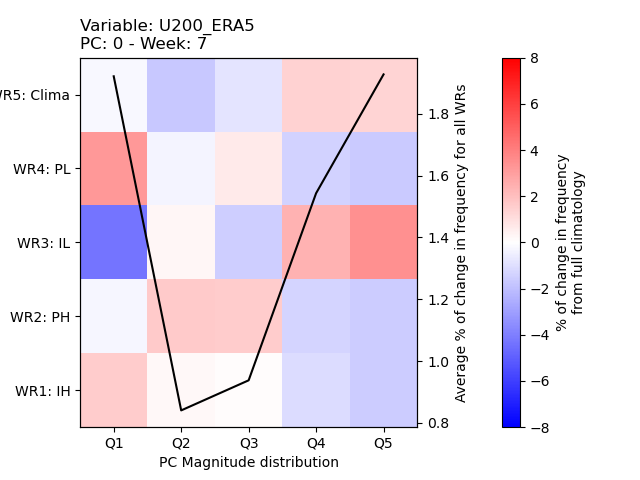 Variable: U200_ERA5
PC: 0 - Week: 7
WR5: Clima
WR4: PL
WR3: IL
WR2: PH
WR1: IH
Q1 Q2 Q3 Q4 Q5
PC Magnitude distribution
1.8
1.6
1.4
1.2
1.0
0.8
Average % of change in frequency for all WRs
8
6
4
2
0
−2
−4
−6
−8
% of change in frequency
from full climatology